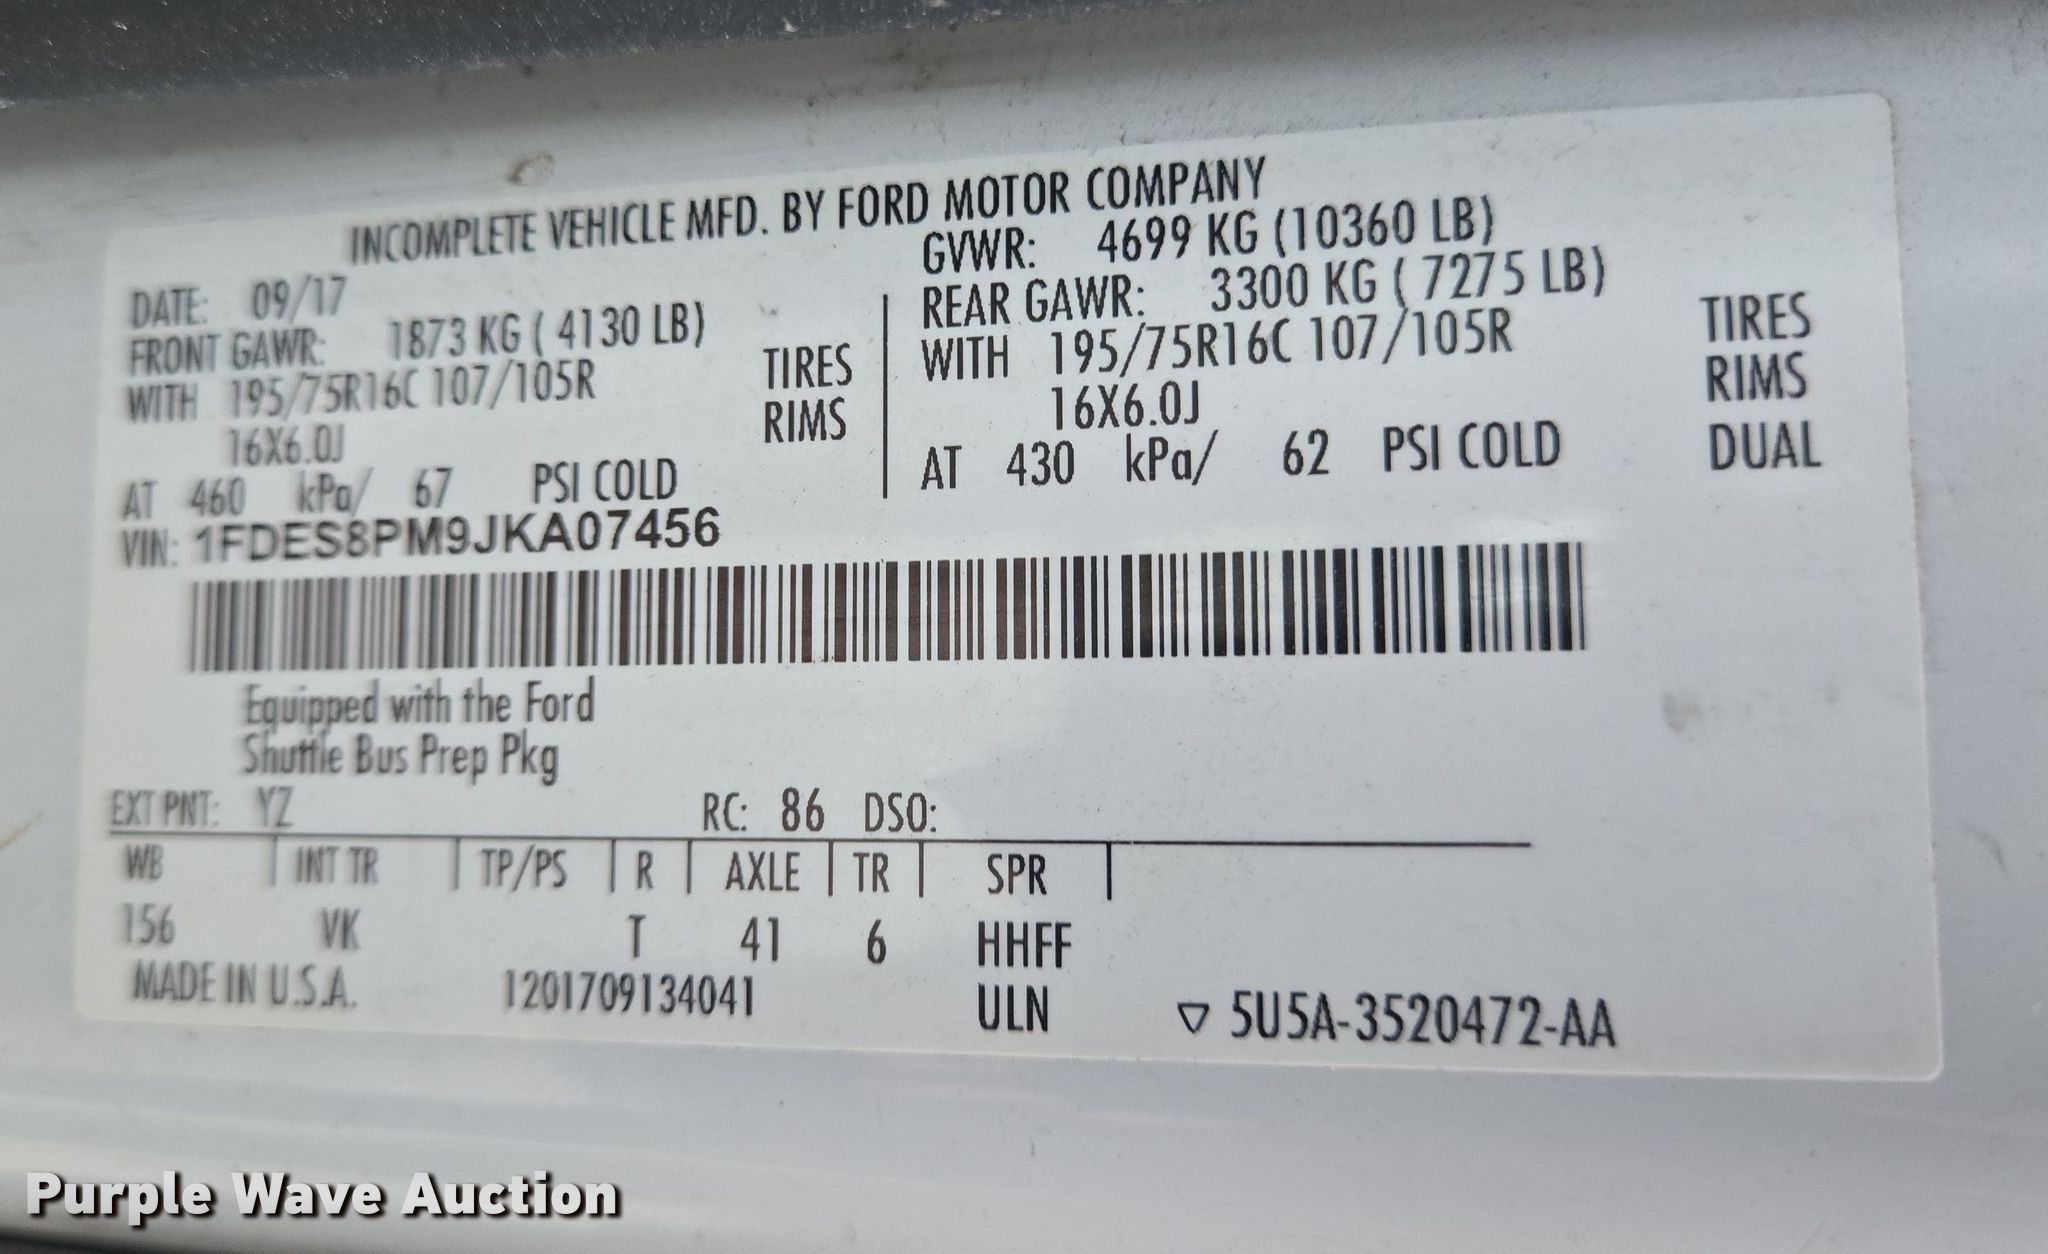 INCOMPLETE VEHICLE MFD. BY FORD MOTOR COMPANY
DATE: 09/17
GVWR: 4699 KG (10360 LB)
FRONT GAWR: 1873 KG ( 4130 LB)
REAR GAWR: 3300 KG ( 7275 LB)
WITH 195/75R16C 107/105R TIRES
WITH 195/75R16C 107/105R TIRES
16X6.0J RIMS
16X6.0J RIMS
AT 460 kPa/ 67 PSI COLD
AT 430 kPa/ 62 PSI COLD DUAL
VIN: 1FDES8PM9JKA07456
Equipped with the Ford
Shuttle Bus Prep Pkg
EXT PNT: YZ RC: 86 DSO:
WB INT TR TP/PS R AXLE TR SPR
156 VK T 41 6 HHFF
MADE IN U.S.A. 1201709134041 ULN ▽ 5U5A-3520472-AA
Purple Wave Auction